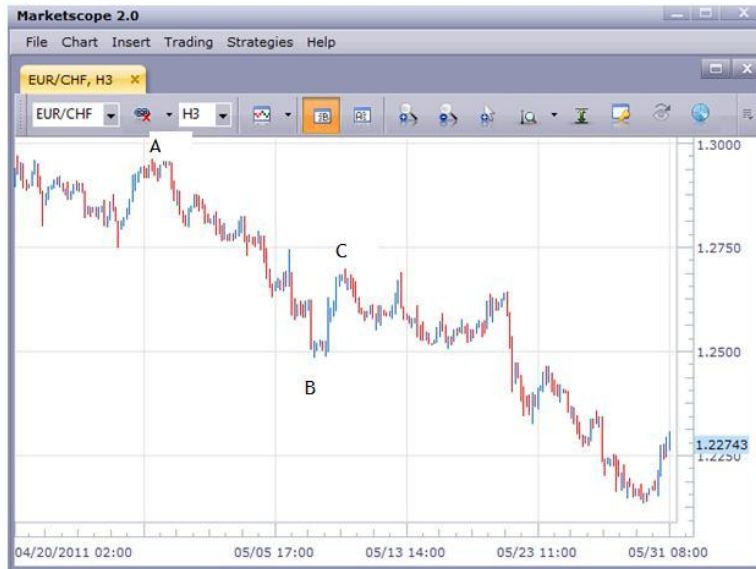 Marketscope 2.0
File Chart Insert Trading Strategies Help
EUR/CHF, H3
EUR/CHF H3
A
1.3000
C
1.2750
1.2500
B
1.22743
1.2250
04/20/2011 02:00 05/05 17:00 05/13 14:00 05/23 11:00 05/31 08:00